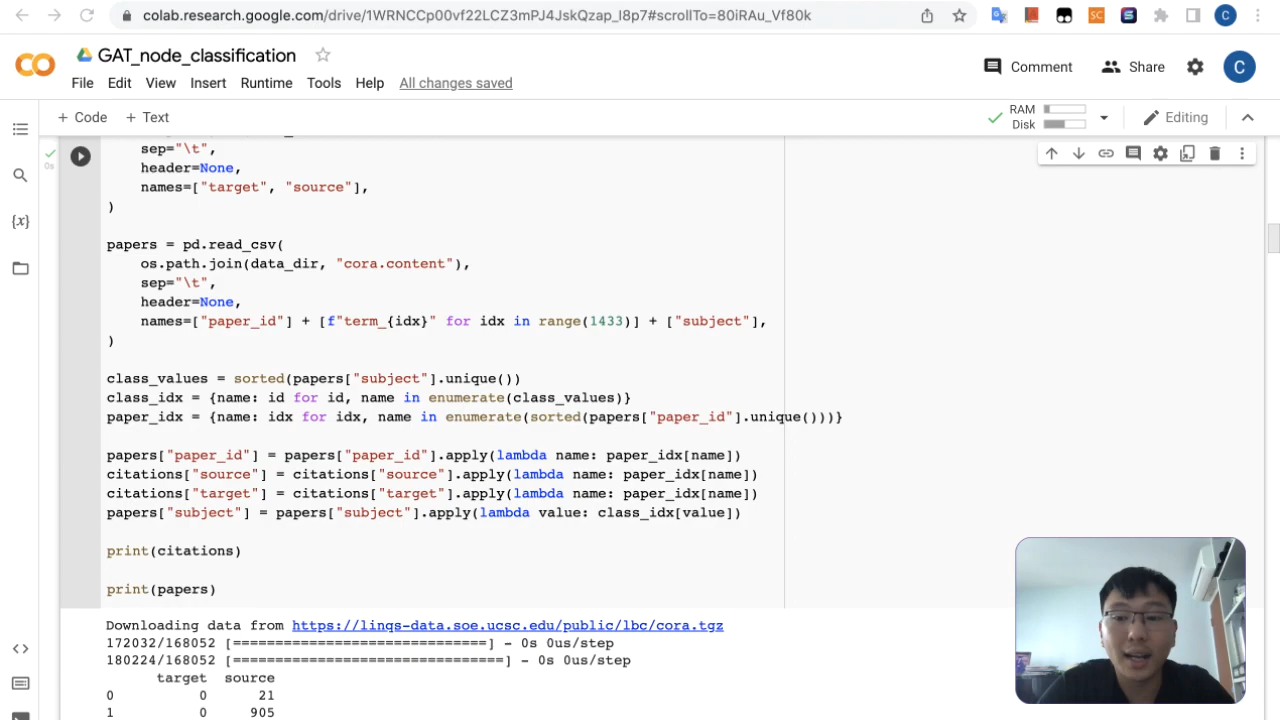 colab.research.google.com/drive/1WRNCCp00vf22LCZ3mPJ4JskQzap_I8p7#scrollTo=80iRAu_Vf80k
SC
S
C
GAT_node_classification
File Edit View Insert Runtime Tools Help All changes saved
Comment
Share
C
+ Code + Text
RAM
Disk
Editing
{x}
0s
sep="\t",
header=None,
names=["target", "source"],
)
papers = pd.read_csv(
os.path.join(data_dir, "cora.content"),
sep="\t",
header=None,
names=["paper_id"] + [f"term_{idx}" for idx in range(1433)] + ["subject"],
)
class_values = sorted(papers["subject"].unique())
class_idx = {name: id for id, name in enumerate(class_values)}
paper_idx = {name: idx for idx, name in enumerate(sorted(papers["paper_id"].unique()))}
papers["paper_id"] = papers["paper_id"].apply(lambda name: paper_idx[name])
citations["source"] = citations["source"].apply(lambda name: paper_idx[name])
citations["target"] = citations["target"].apply(lambda name: paper_idx[name])
papers["subject"] = papers["subject"].apply(lambda value: class_idx[value])
print(citations)
print(papers)
Downloading data from https://linqs-data.soe.ucsc.edu/public/lbc/cora.tgz
172032/168052 [==============================] - 0s 0us/step
180224/168052 [================================] - 0s 0us/step
target source
0 0 21
1 0 905